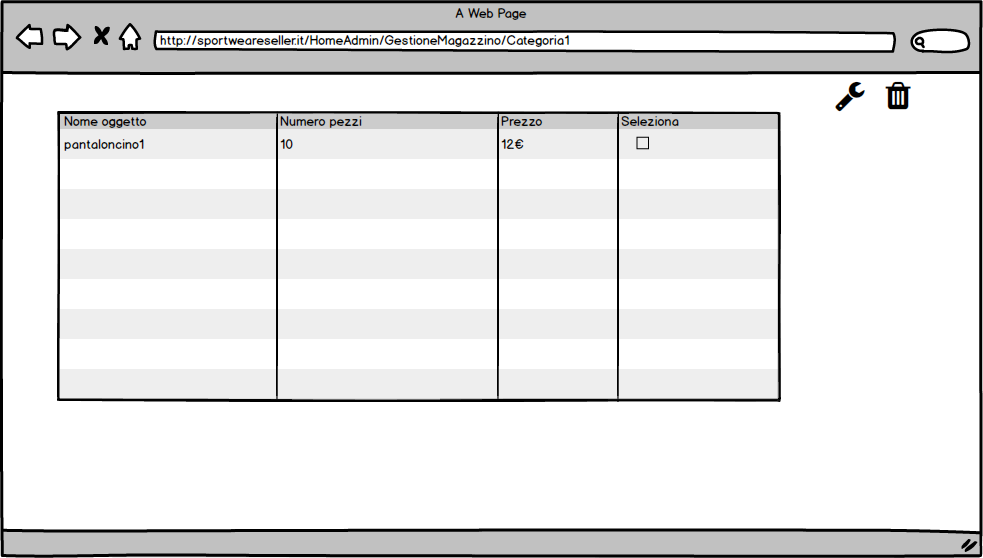 A Web Page
http://sportweareseller.it/HomeAdmin/GestioneMagazzino/Categoria1
Nome oggetto Numero pezzi Prezzo Seleziona
pantaloncino1 10 12€